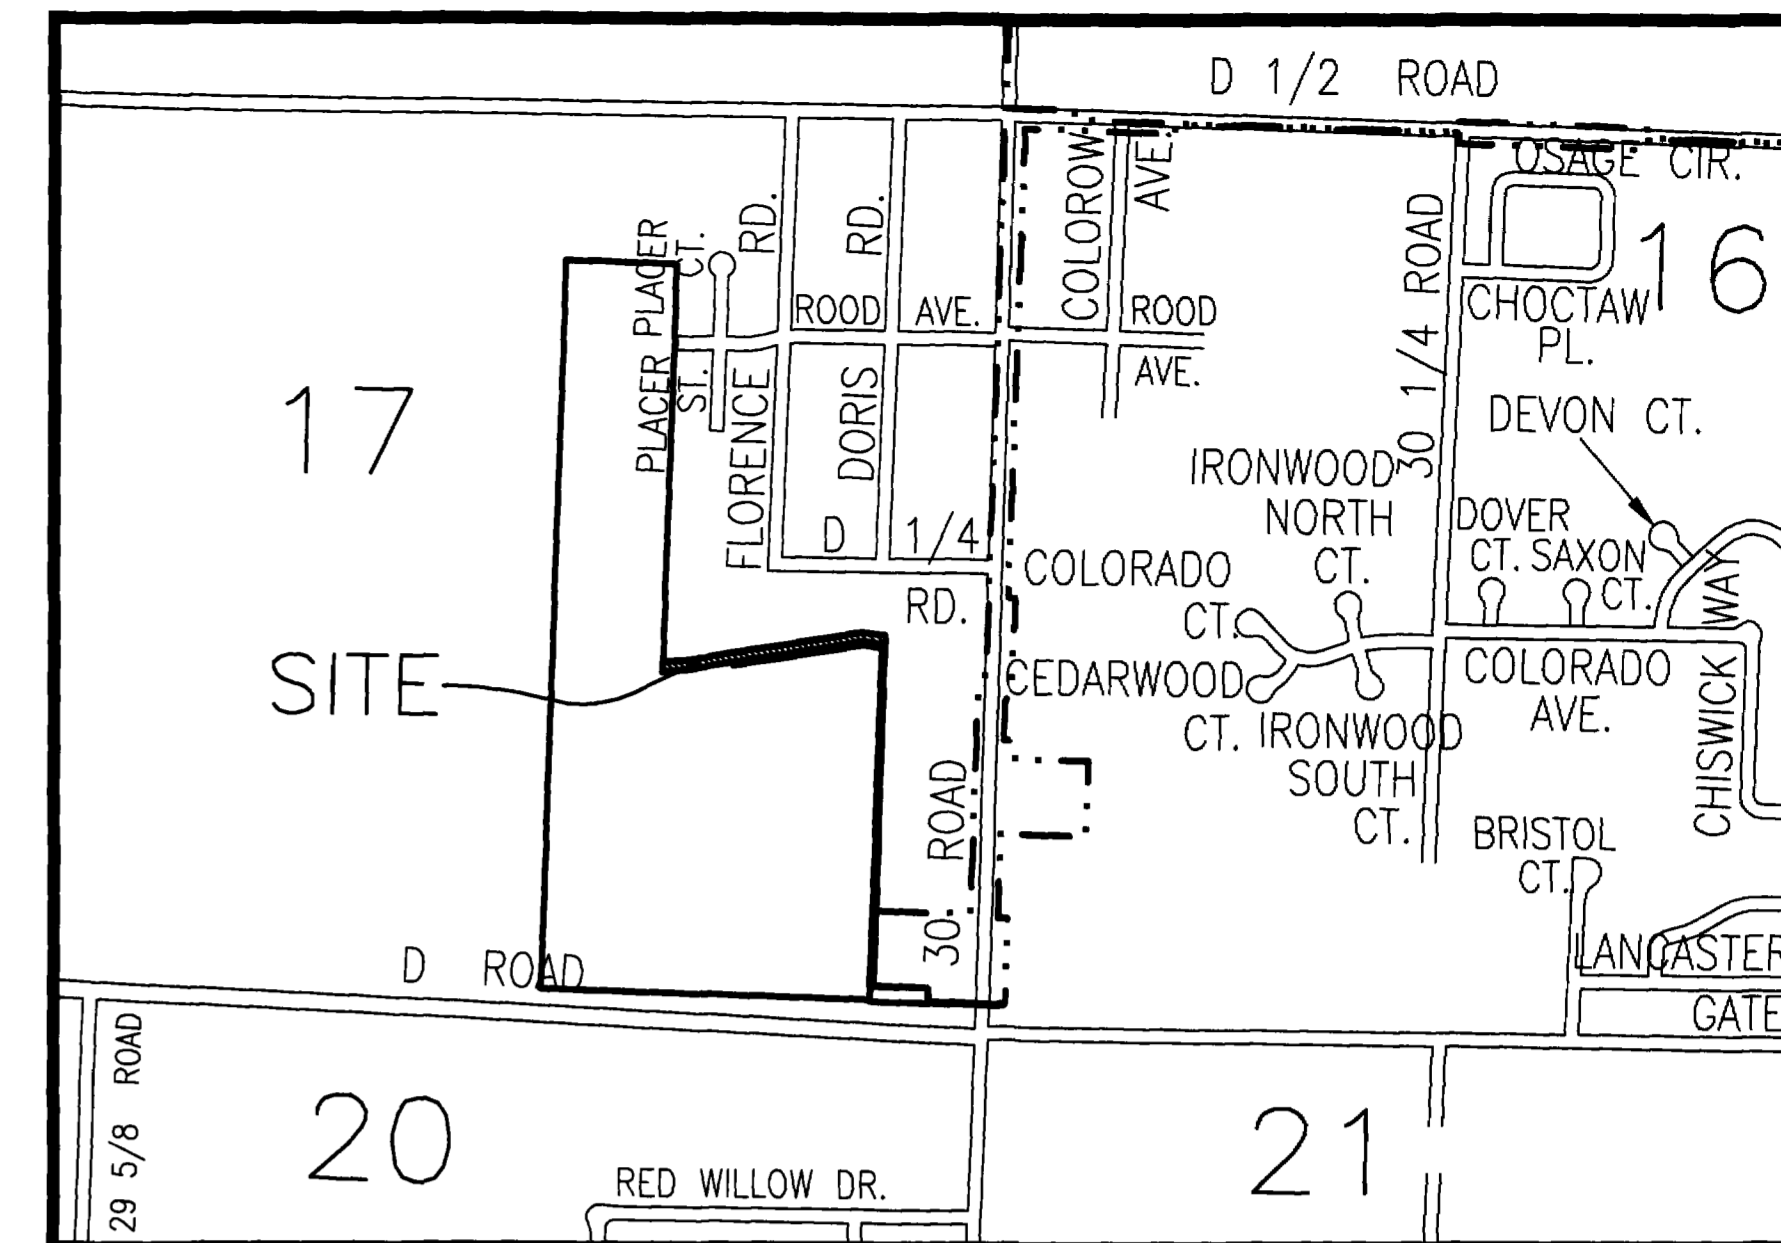 D 1/2 ROAD
OSAGE CIR.
COLOROW
AVE.
RD.
RD.
PLACER
CT.
PLACER
ST.
PLACER
ROOD AVE.
ROOD
AVE.
30 1/4 ROAD
16
CHOCTAW
PL.
17
FLORENCE
DORIS
DEVON CT.
IRONWOOD
NORTH
CT.
DOVER
CT.
SAXON
CT.
D 1/4
RD.
COLORADO
CT.
SITE
CEDARWOOD
CT.
IRONWOOD
SOUTH
CT.
COLORADO
AVE.
CHISWICK WAY
30 ROAD
BRISTOL
CT.
LANCASTER
GATE
D ROAD
29 5/8 ROAD
20
21
RED WILLOW DR.